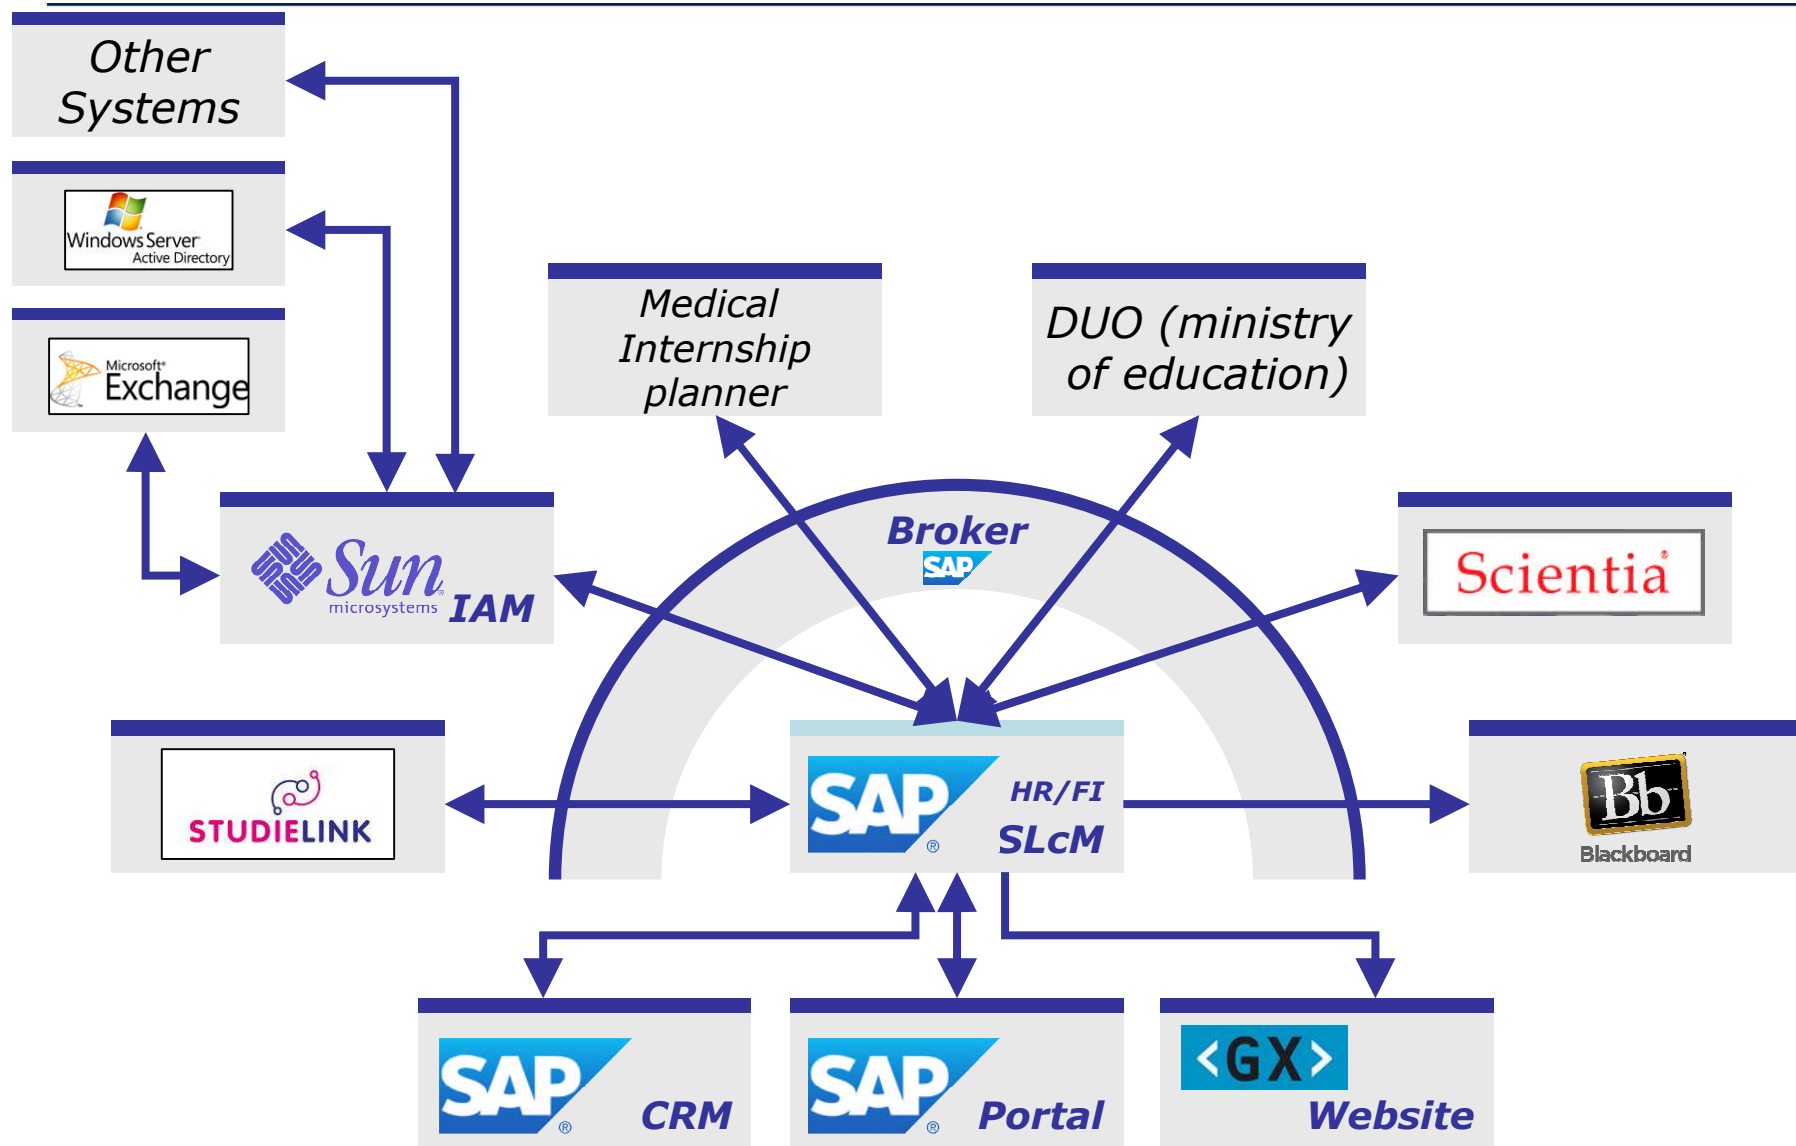 Other
Systems
Windows Server
Active Directory
Microsoft®
Exchange
Medical
Internship
planner
DUO (ministry
of education)
Broker
SAP
Sun
microsystems
IAM
Scientia®
STUDIELINK
SAP®
HR/FI
SLcM
Bb
Blackboard
SAP®
CRM
SAP®
Portal
<GX>
Website